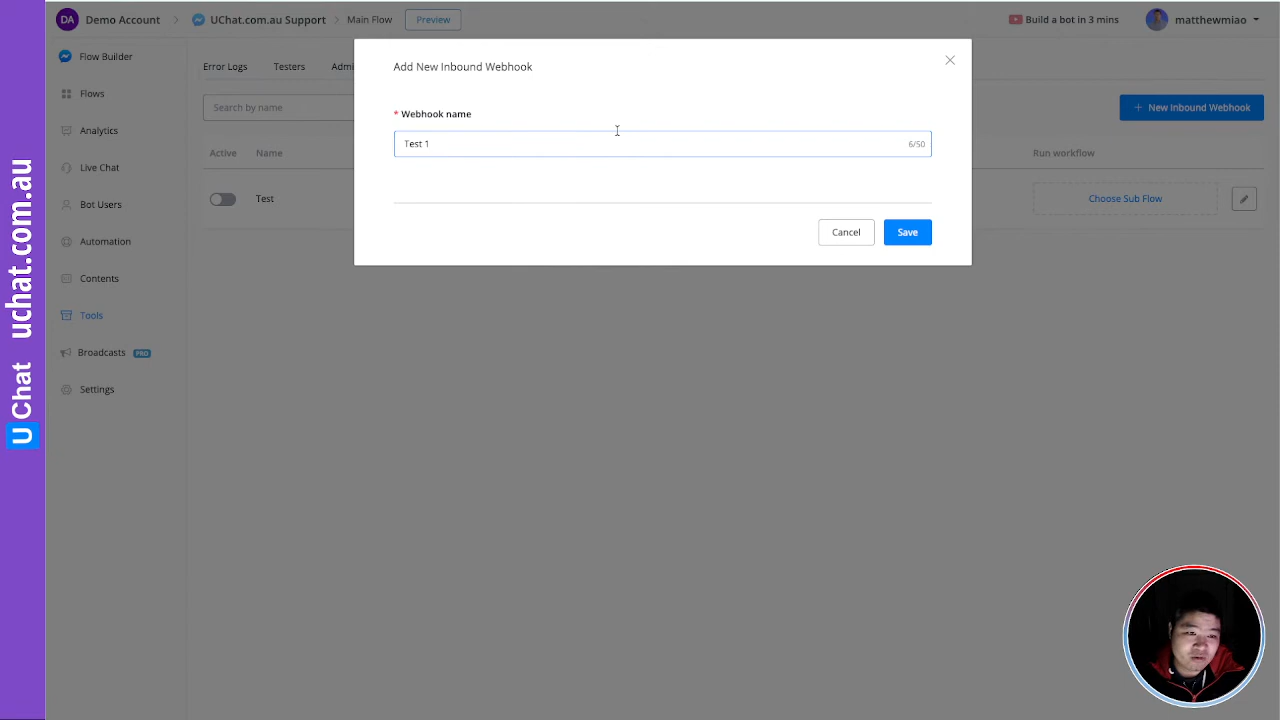 DA Demo Account UChat.com.au Support Main Flow Preview Build a bot in 3 mins matthewmiao
Flow Builder
Flows
Analytics
Live Chat
Bot Users
Automation
Contents
Tools
Broadcasts PRO
Settings
Error Logs Testers Admi
Search by name
+ New Inbound Webhook
Active Name Run workflow
Test Choose Sub Flow
Add New Inbound Webhook
* Webhook name
Test 1 6/50
Cancel Save
U UChat uchat.com.au